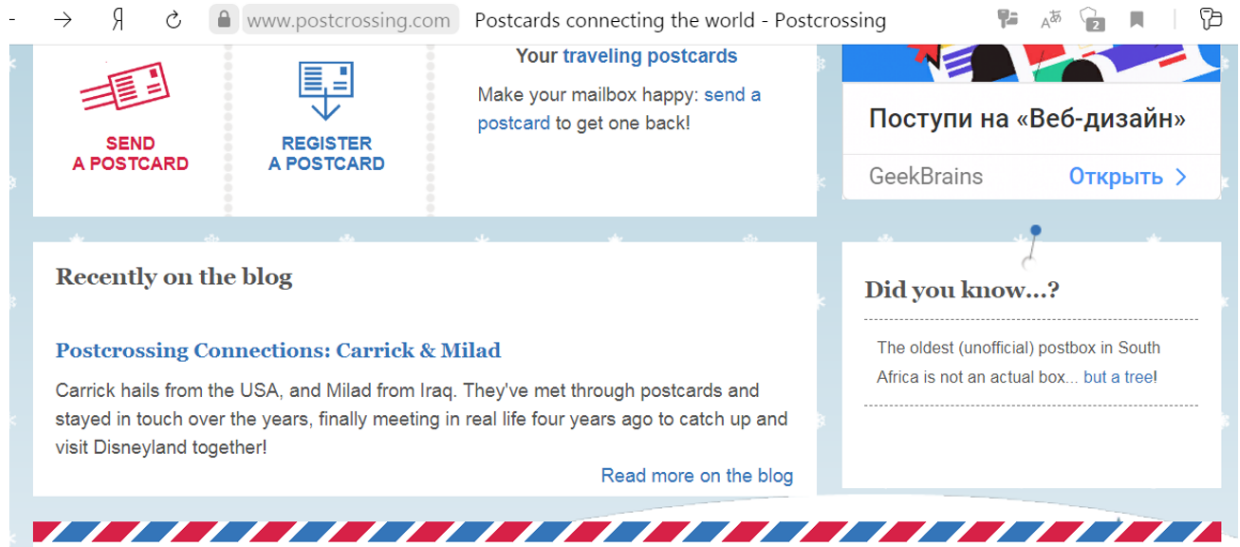 Я www.postcrossing.com Postcards connecting the world - Postcrossing 2
SEND
A POSTCARD
REGISTER
A POSTCARD
Your traveling postcards
Make your mailbox happy: send a
postcard to get one back!
Поступи на «Веб-дизайн»
GeekBrains Открыть
Recently on the blog
Postcrossing Connections: Carrick & Milad
Carrick hails from the USA, and Milad from Iraq. They've met through postcards and
stayed in touch over the years, finally meeting in real life four years ago to catch up and
visit Disneyland together!
Read more on the blog
Did you know...?
The oldest (unofficial) postbox in South
Africa is not an actual box... but a tree!